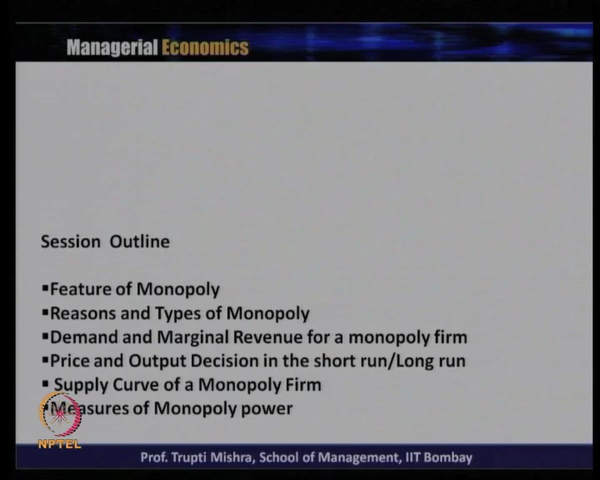 Managerial Economics
Session Outline
▪Feature of Monopoly
▪Reasons and Types of Monopoly
▪Demand and Marginal Revenue for a monopoly firm
▪Price and Output Decision in the short run/Long run
▪ Supply Curve of a Monopoly Firm
▪Measures of Monopoly power
NPTEL
Prof. Trupti Mishra, School of Management, IIT Bombay